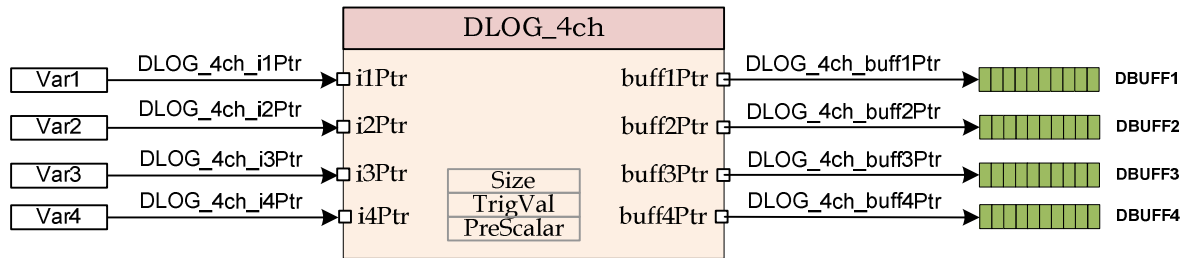 DLOG_4ch
Var1 DLOG_4ch_i1Ptr i1Ptr buff1Ptr DLOG_4ch_buff1Ptr DBUFF1
Var2 DLOG_4ch_i2Ptr i2Ptr buff2Ptr DLOG_4ch_buff2Ptr DBUFF2
Var3 DLOG_4ch_i3Ptr i3Ptr buff3Ptr DLOG_4ch_buff3Ptr DBUFF3
Var4 DLOG_4ch_i4Ptr i4Ptr buff4Ptr DLOG_4ch_buff4Ptr DBUFF4
Size
TrigVal
PreScalar